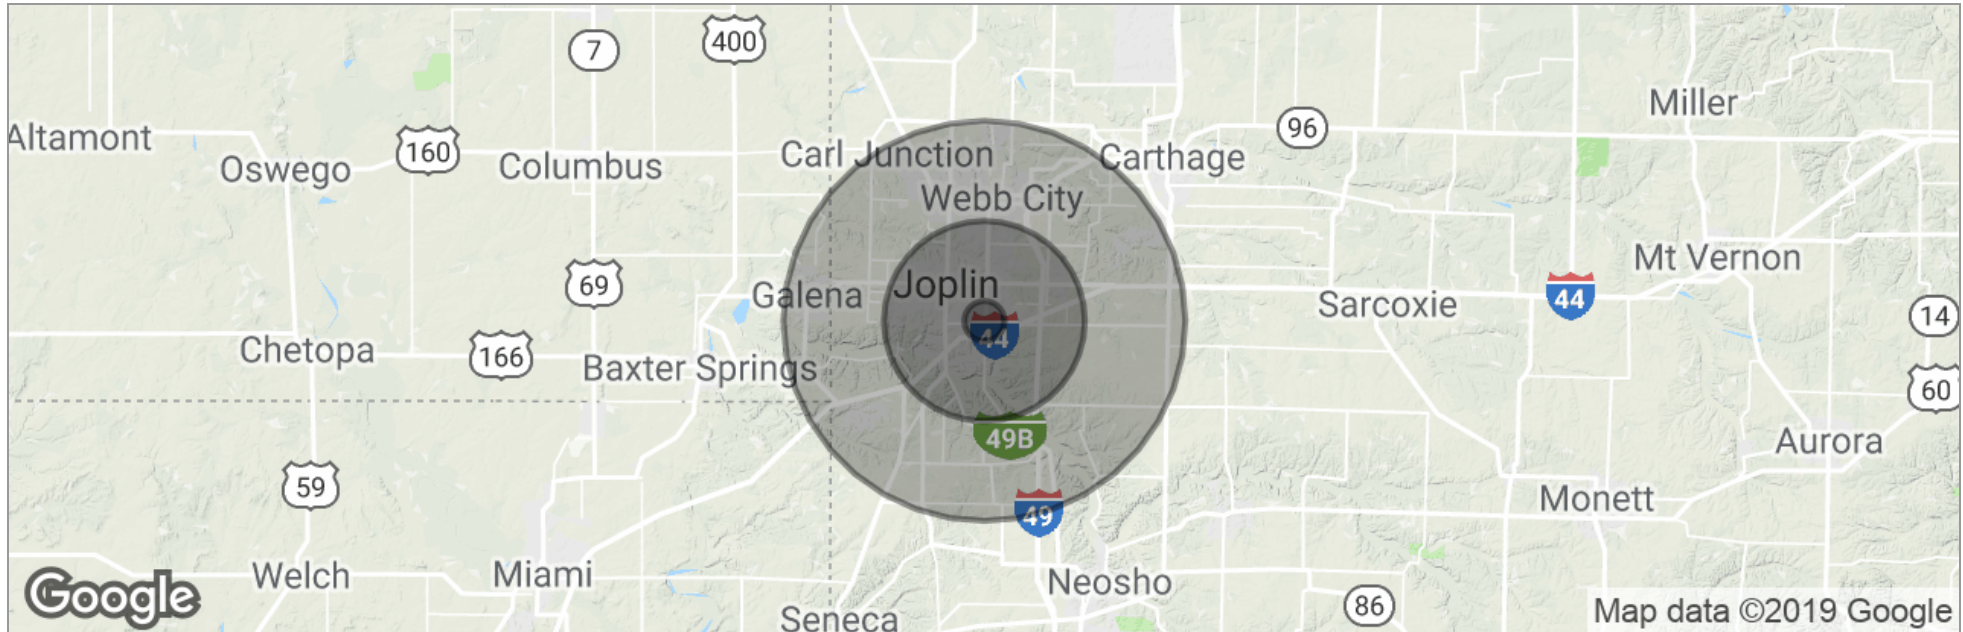 400
7
Miller
96
Altamont
160
Oswego
Columbus
Carl Junction
Carthage
Webb City
Mt Vernon
69
Galena
Joplin
Sarcoxie
44
14
44
Chetopa
166
Baxter Springs
60
49B
Aurora
59
Monett
49
Welch
Miami
Neosho
Google
86
Map data ©2019 Google
Seneca